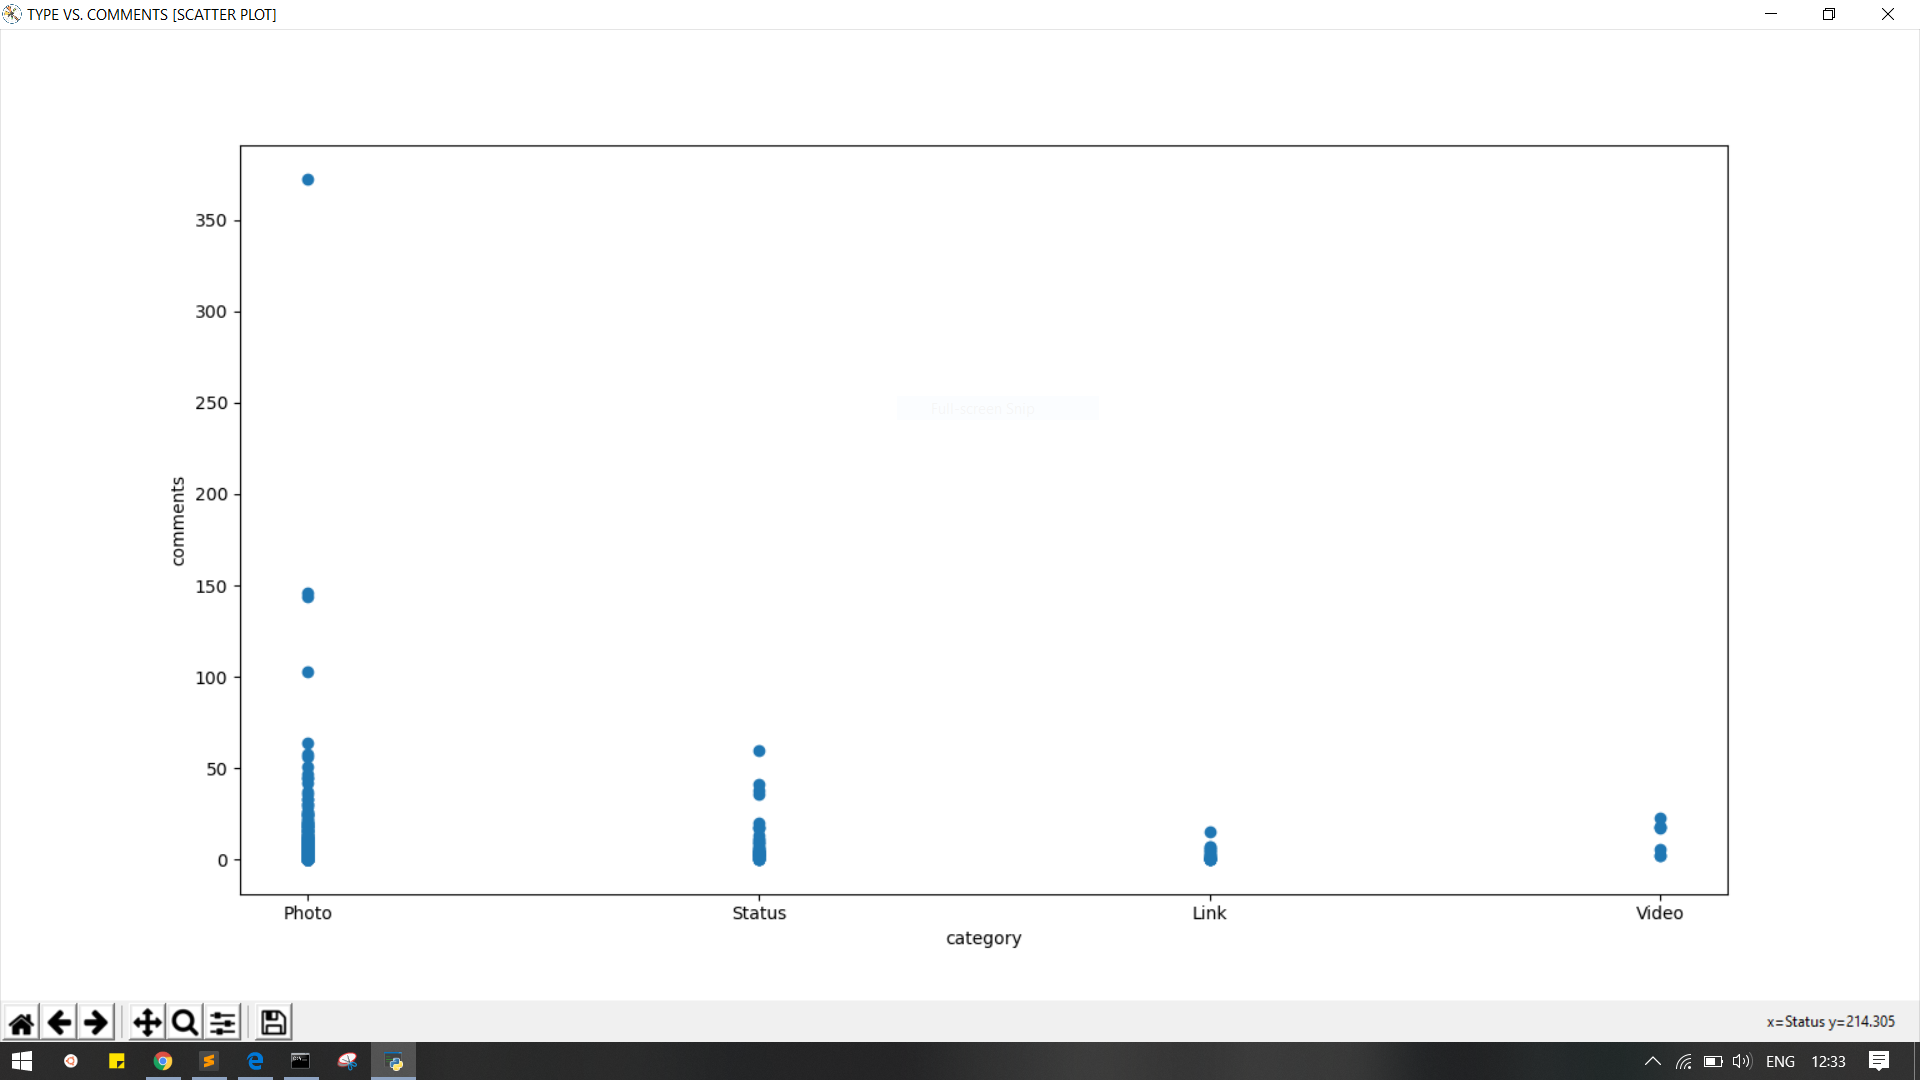 TYPE VS. COMMENTS [SCATTER PLOT]
350
300
250
Full-screen Snip
200
comments
150
100
50
0
Photo Status Link Video
category
x=Status y=214.305
ENG 12:33